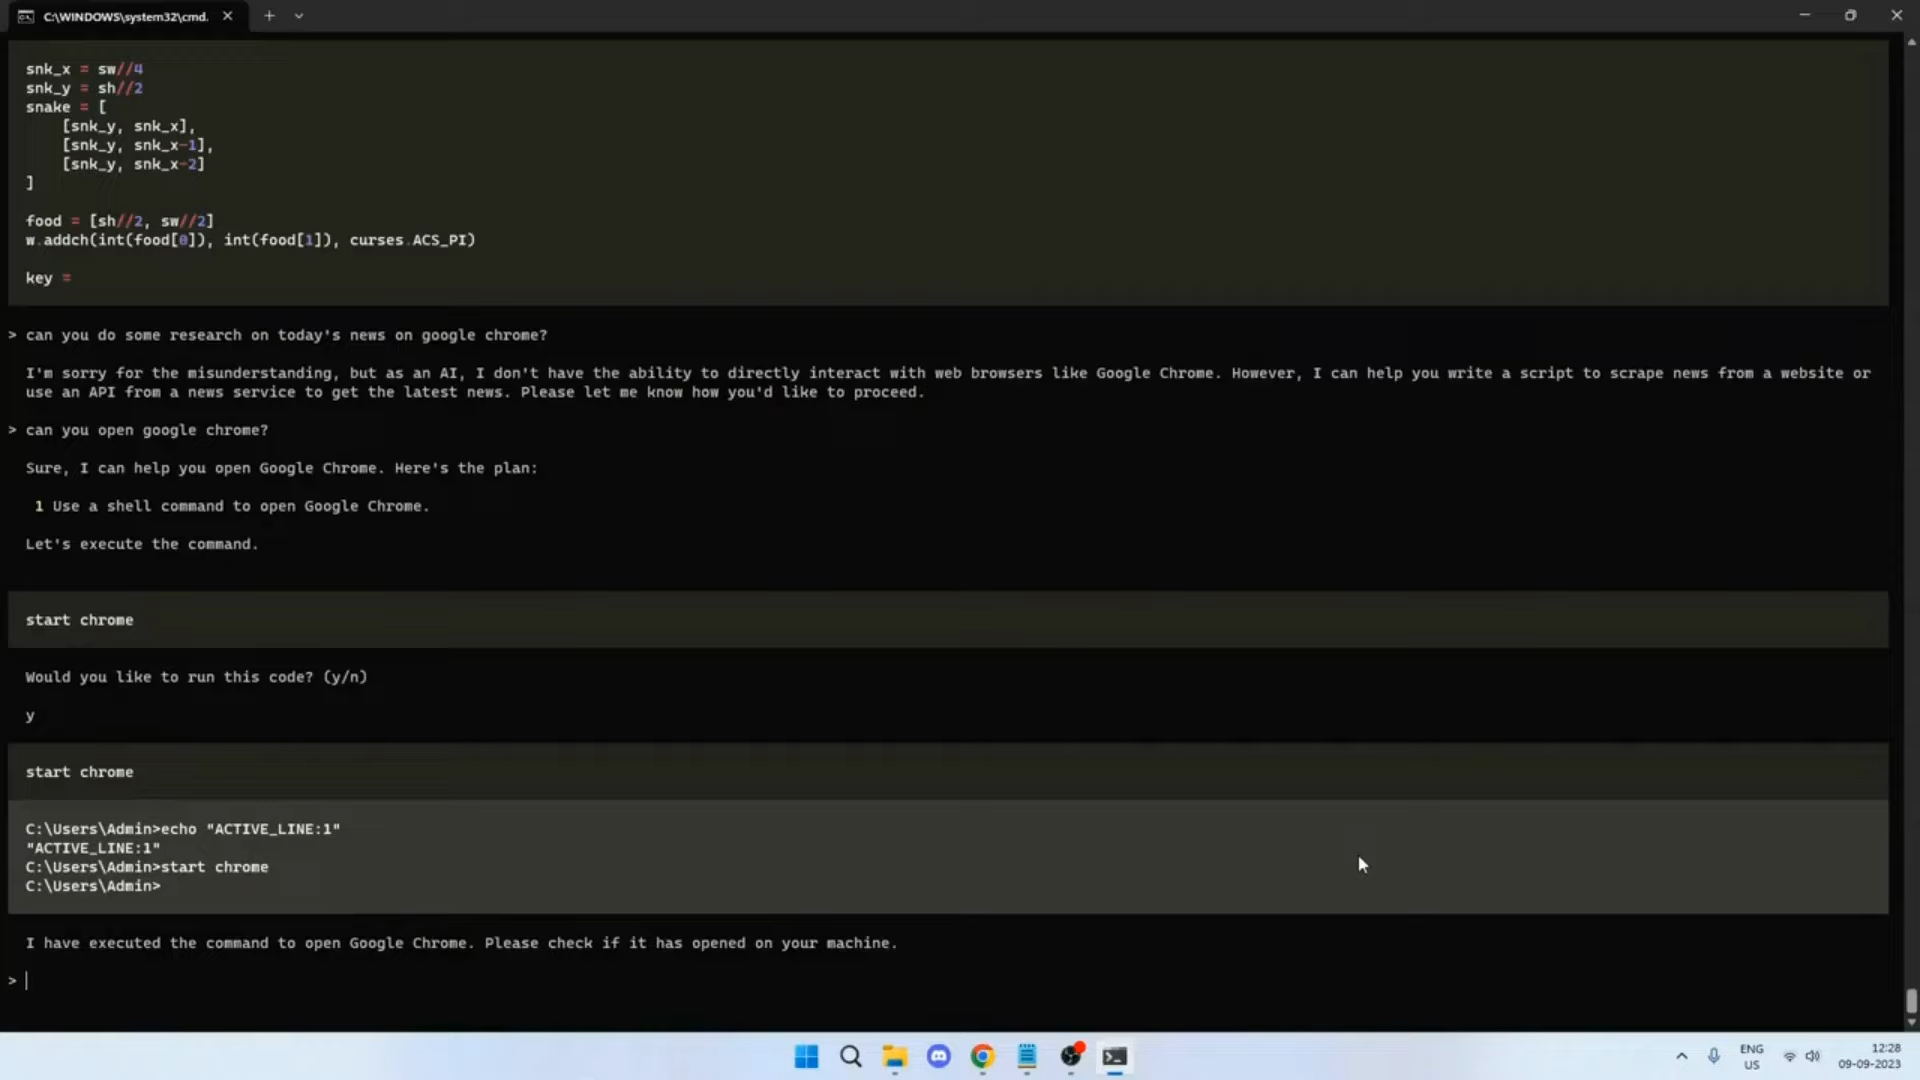 C:\WINDOWS\system32\cmd.
snk_x = sw//4
snk_y = sh//2
snake = [
[snk_y, snk_x],
[snk_y, snk_x-1],
[snk_y, snk_x-2]
]
food = [sh//2, sw//2]
w.addch(int(food[0]), int(food[1]), curses.ACS_PI)
key =
> can you do some research on today's news on google chrome?
I'm sorry for the misunderstanding, but as an AI, I don't have the ability to directly interact with web browsers like Google Chrome. However, I can help you write a script to scrape news from a website or
use an API from a news service to get the latest news. Please let me know how you'd like to proceed.
> can you open google chrome?
Sure, I can help you open Google Chrome. Here's the plan:
1 Use a shell command to open Google Chrome.
Let's execute the command.
start chrome
Would you like to run this code? (y/n)
y
start chrome
C:\Users\Admin>echo "ACTIVE_LINE:1"
"ACTIVE_LINE:1"
C:\Users\Admin>start chrome
C:\Users\Admin>
I have executed the command to open Google Chrome. Please check if it has opened on your machine.
>
ENG
US
12:28
09-09-2023